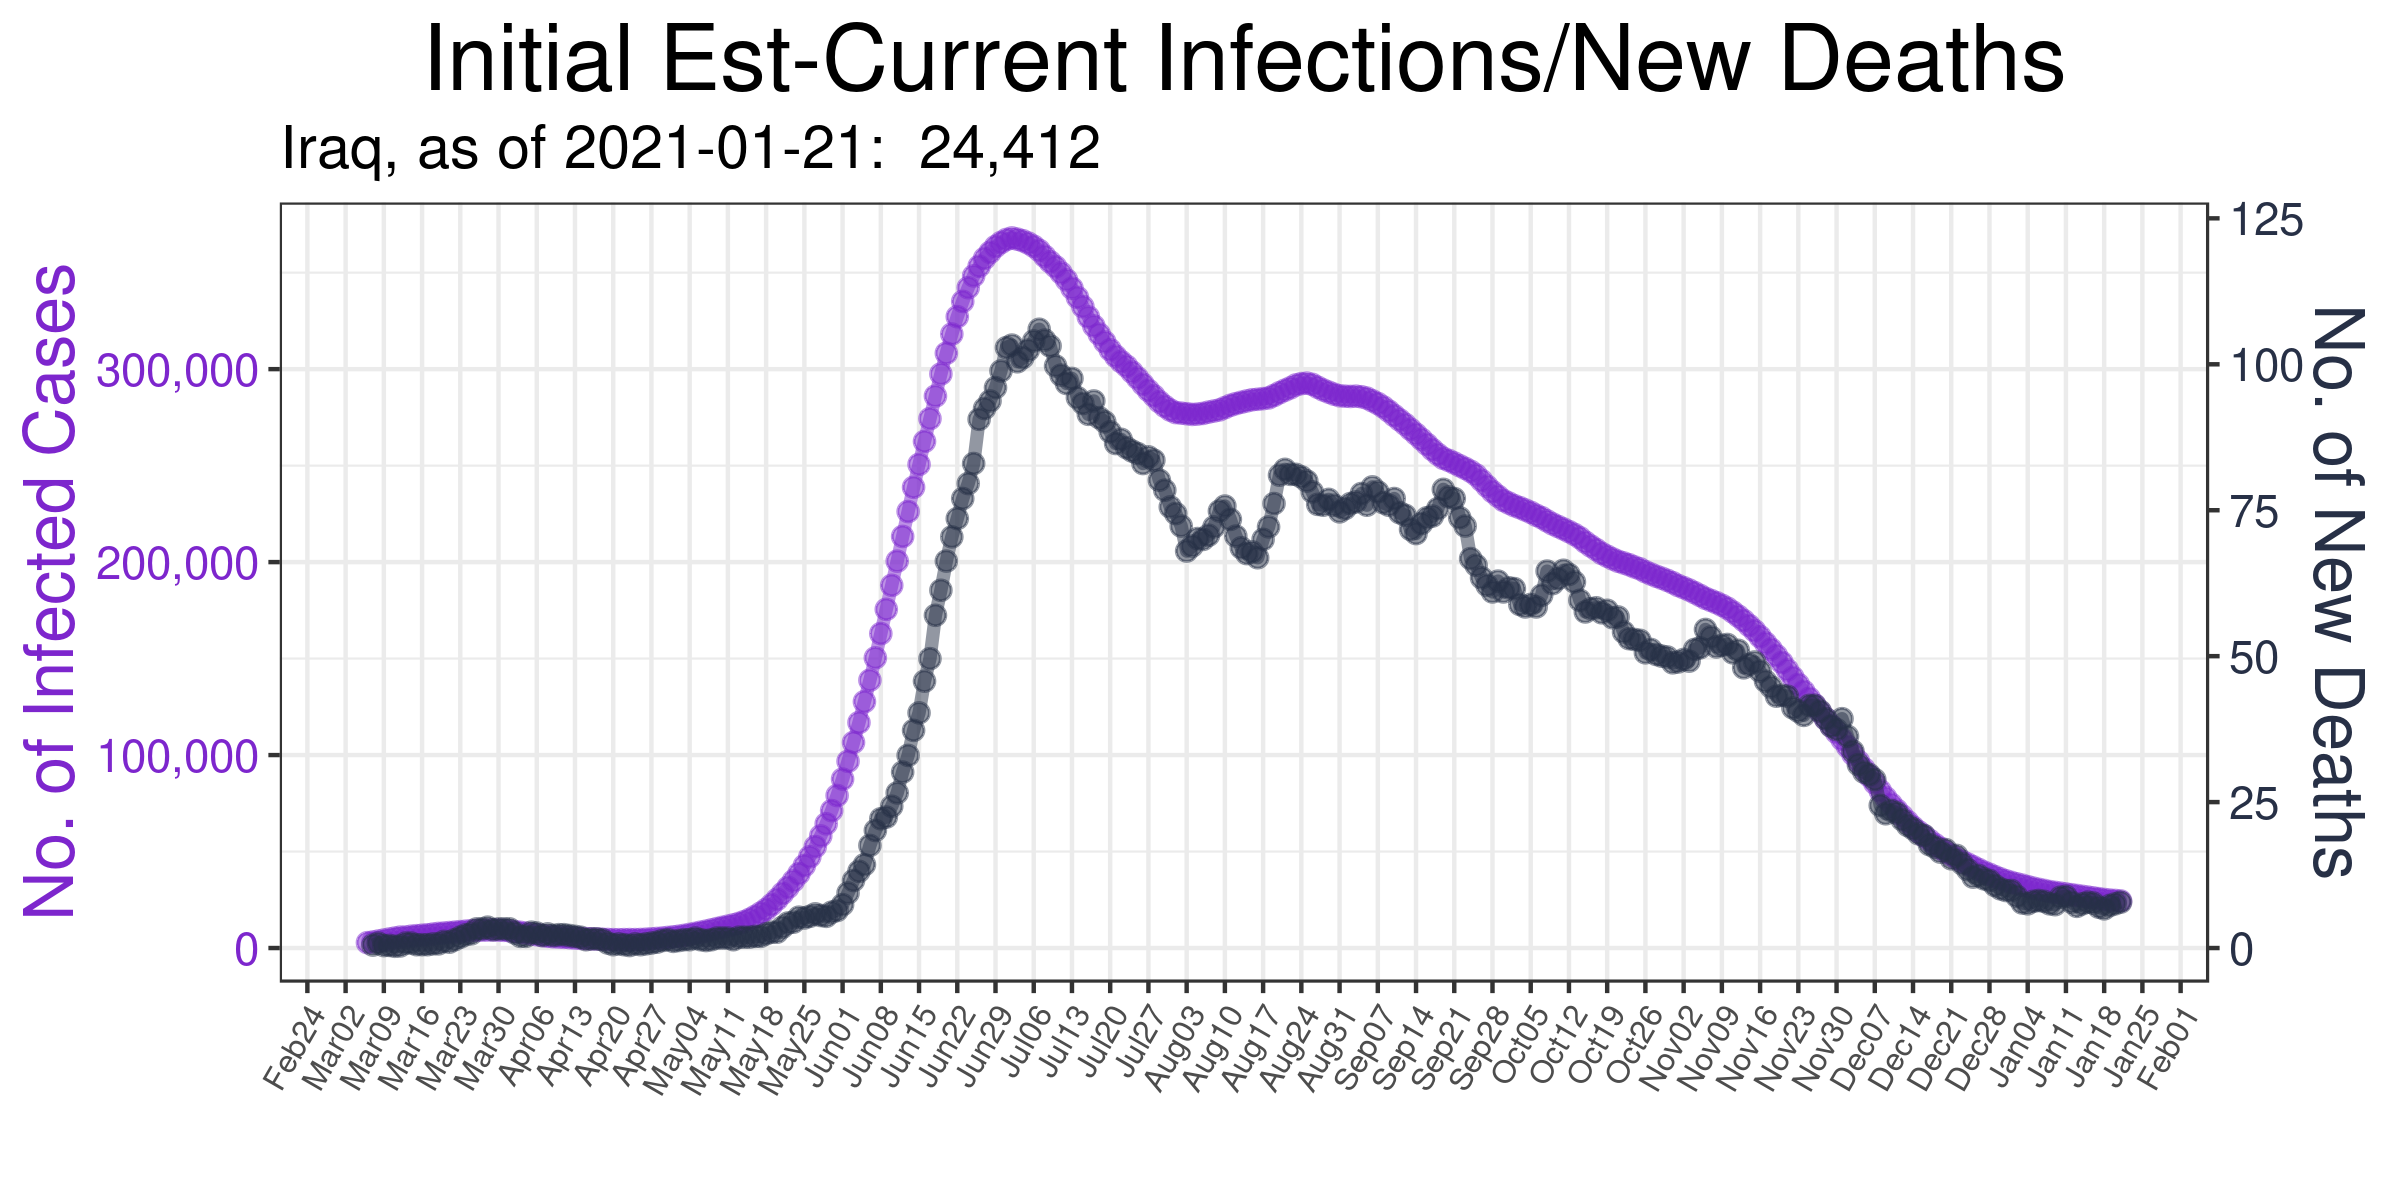 Initial Est-Current Infections/New Deaths
Iraq, as of 2021-01-21:  24,412
No. of Infected Cases
300,000
200,000
100,000
0
125
100
75
50
25
0
No. of New Deaths
Feb24 Mar02 Mar09 Mar16 Mar23 Mar30 Apr06 Apr13 Apr20 Apr27 May04 May11 May18 May25 Jun01 Jun08 Jun15 Jun22 Jun29 Jul06 Jul13 Jul20 Jul27 Aug03 Aug10 Aug17 Aug24 Aug31 Sep07 Sep14 Sep21 Sep28 Oct05 Oct12 Oct19 Oct26 Nov02 Nov09 Nov16 Nov23 Nov30 Dec07 Dec14 Dec21 Dec28 Jan04 Jan11 Jan18 Jan25 Feb01